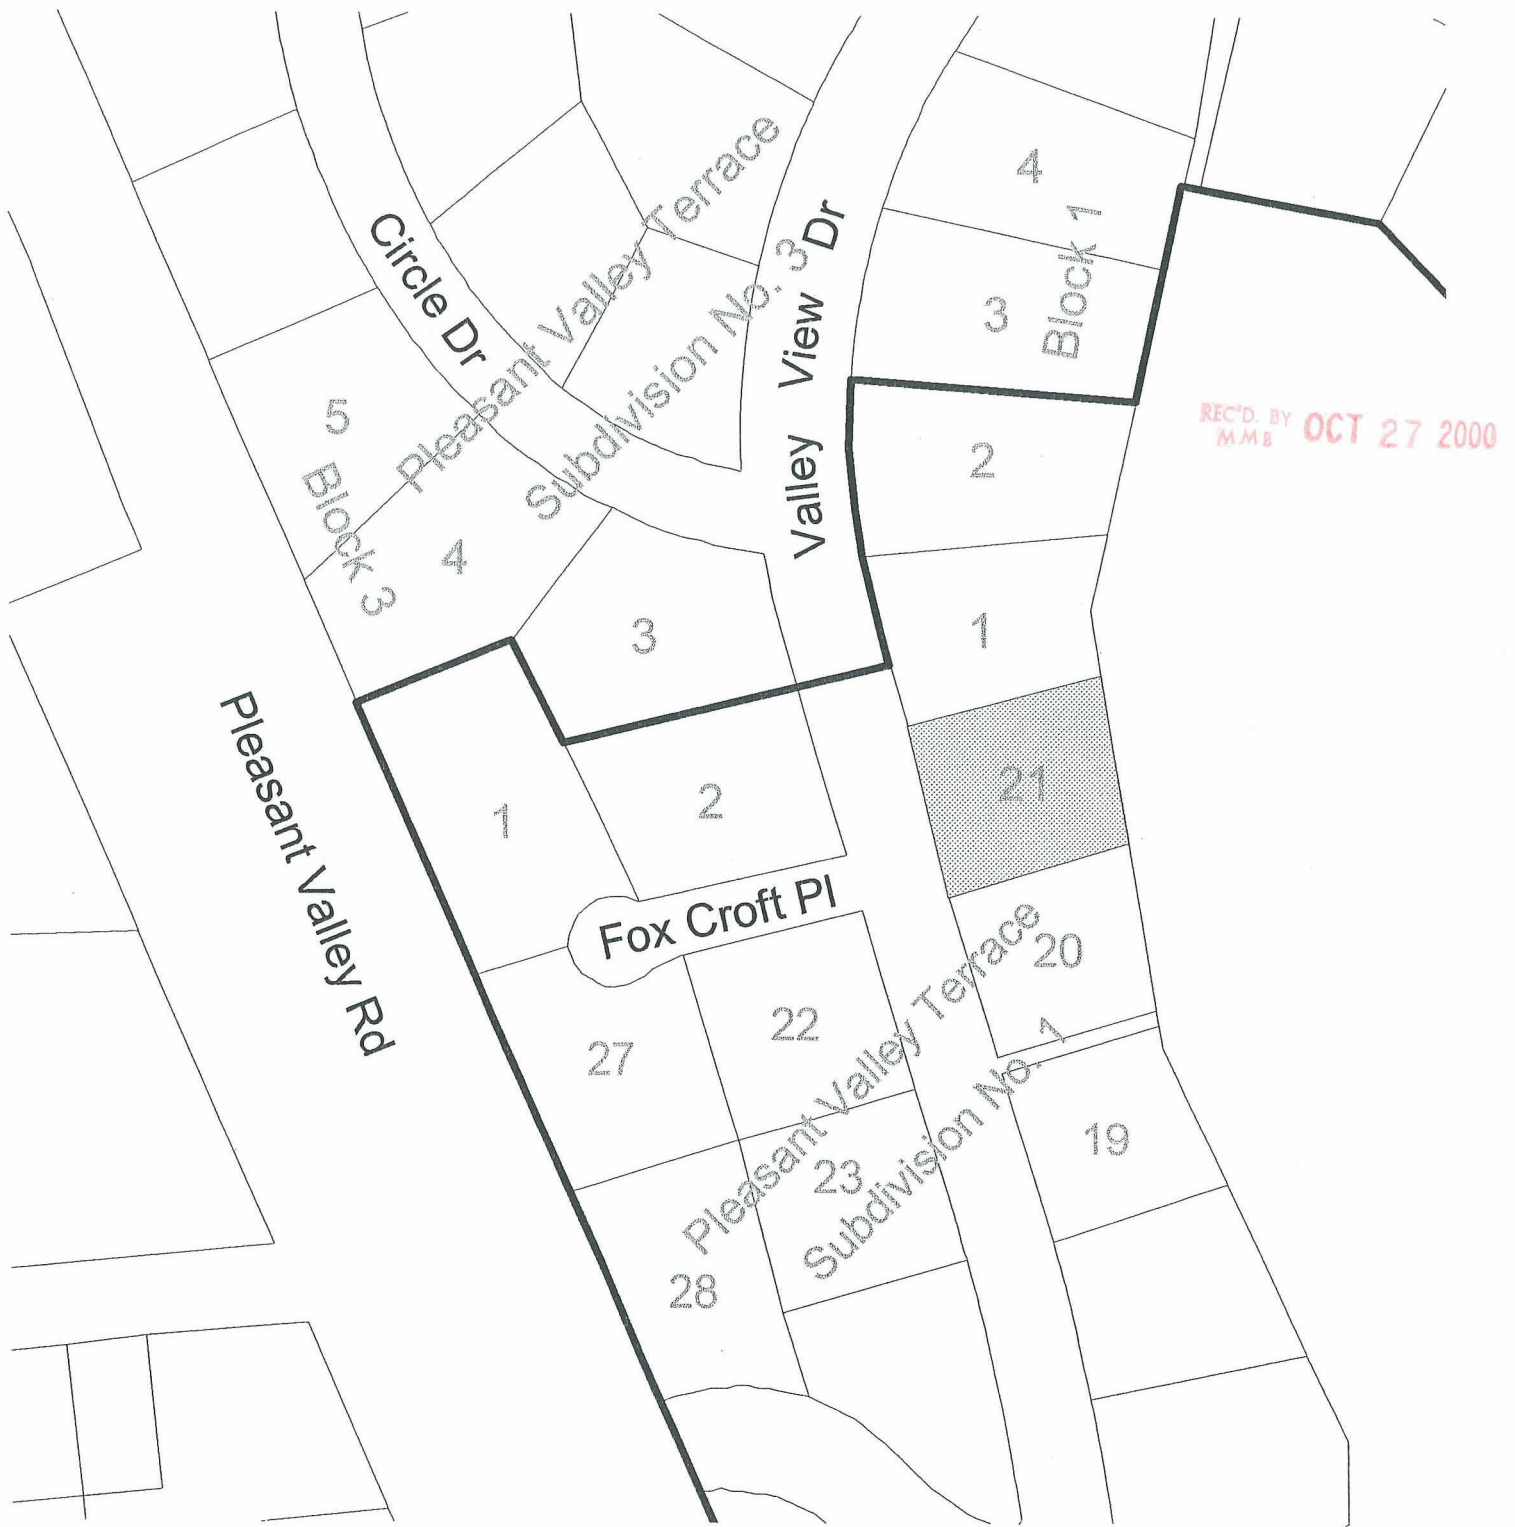 4
Block 1
Circle Dr
Pleasant Valley Terrace
Subdivision No. 3
Valley View Dr
3
REC'D. BY
MMB
OCT 27 2000
5
Block 3
2
4
3
1
Pleasant Valley Rd
21
1
2
Fox Croft Pl
20
22
27
Pleasant Valley Terrace
Subdivision No. 1
19
23
28